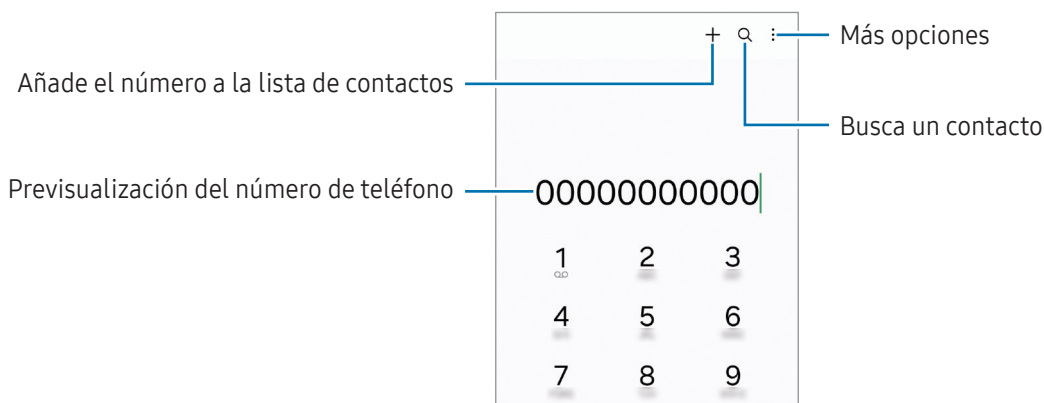 Más opciones
Añade el número a la lista de contactos
Busca un contacto
Previsualización del número de teléfono
00000000000
1 2 3
4 5 6
7 8 9